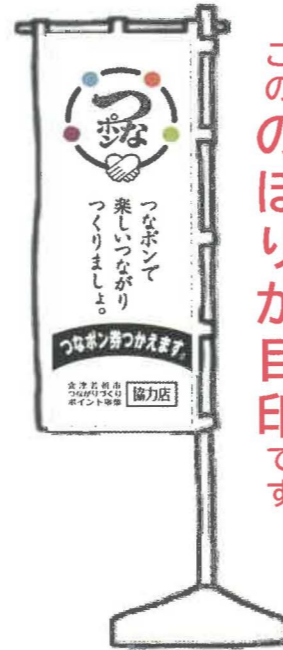 このぼりが目印です
つな
ポン
つなポンで
楽しいつながり
つくりましょ。
つなポン券つかえます。
会津若松市
つながりづくり
ポイント事業
協力店